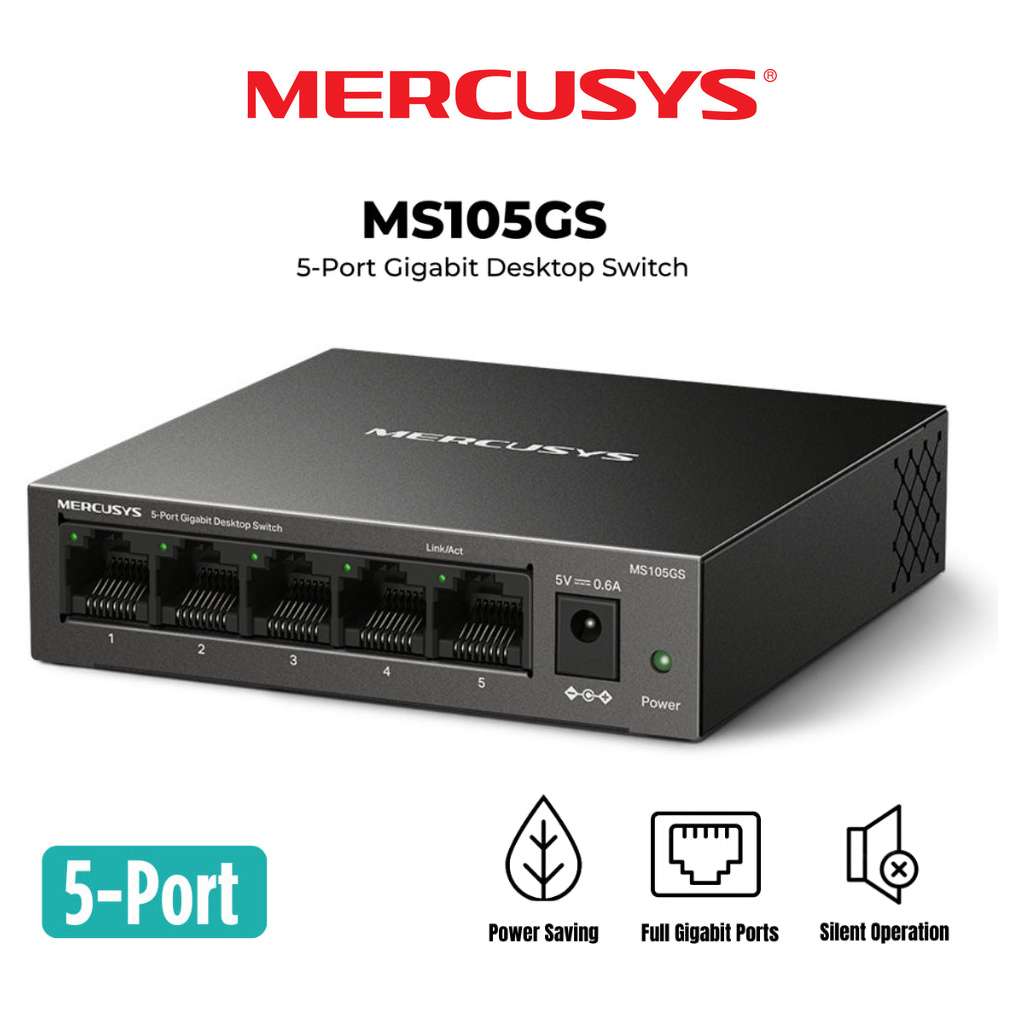 MERCUSYS®
MS105GS
5-Port Gigabit Desktop Switch
MERCUSYS
MERCUSYS 5-Port Gigabit Desktop Switch
Link/Act
MS105GS
5V⎓0.6A
1 2 3 4 5
Power
5-Port
Power Saving
Full Gigabit Ports
Silent Operation